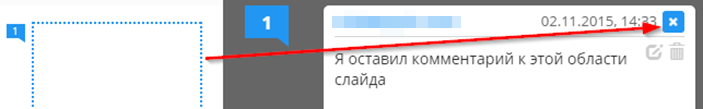 1
1
02.11.2015, 14:33
Я оставил комментарий к этой области
слайда